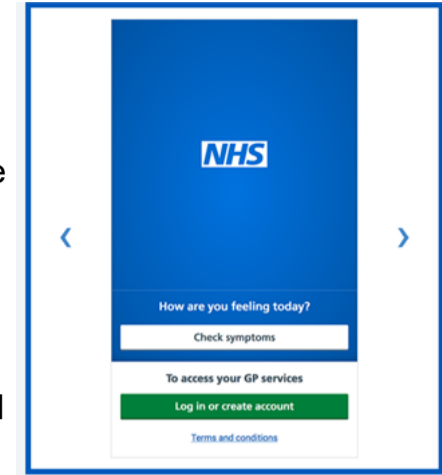 NHS
How are you feeling today?
Check symptoms
To access your GP services
Log in or create account
Terms and conditions